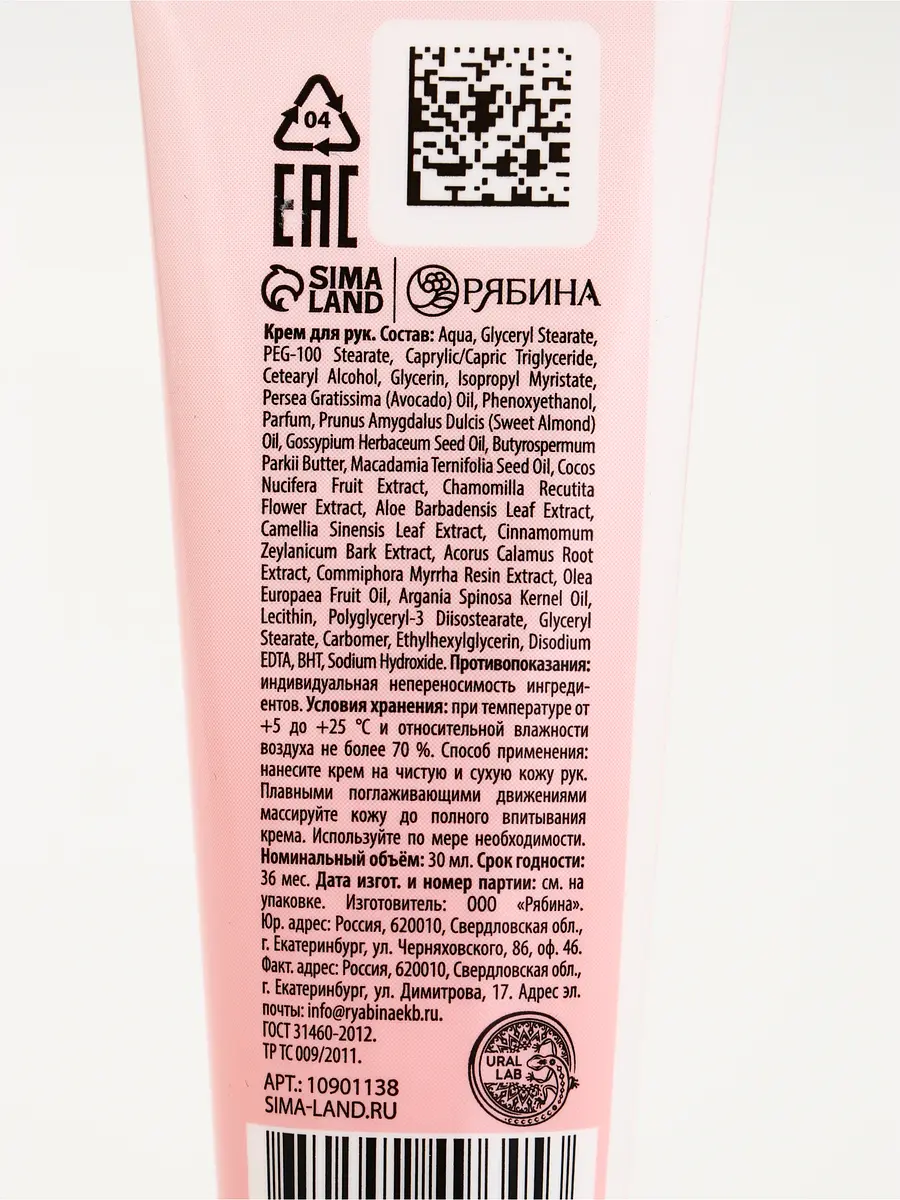 04
EAC
SIMA
LAND
РЯБИНА
Крем для рук. Состав: Aqua, Glyceryl Stearate,
PEG-100 Stearate, Caprylic/Capric Triglyceride,
Cetearyl Alcohol, Glycerin, Isopropyl Myristate,
Persea Gratissima (Avocado) Oil, Phenoxyethanol,
Parfum, Prunus Amygdalus Dulcis (Sweet Almond)
Oil, Gossypium Herbaceum Seed Oil, Butyrospermum
Parkii Butter, Macadamia Ternifolia Seed Oil, Cocos
Nucifera Fruit Extract, Chamomilla Recutita
Flower Extract, Aloe Barbadensis Leaf Extract,
Camellia Sinensis Leaf Extract, Cinnamomum
Zeylanicum Bark Extract, Acorus Calamus Root
Extract, Commiphora Myrrha Resin Extract, Olea
Europaea Fruit Oil, Argania Spinosa Kernel Oil,
Lecithin, Polyglyceryl-3 Diisostearate, Glyceryl
Stearate, Carbomer, Ethylhexylglycerin, Disodium
EDTA, BHT, Sodium Hydroxide. Противопоказания:
индивидуальная непереносимость ингреди-
ентов. Условия хранения: при температуре от
+5 до +25 °C и относительной влажности
воздуха не более 70 %. Способ применения:
нанесите крем на чистую и сухую кожу рук.
Плавными поглаживающими движениями
массируйте кожу до полного впитывания
крема. Используйте по мере необходимости.
Номинальный объём: 30 мл. Срок годности:
36 мес. Дата изгот. и номер партии: см. на
упаковке. Изготовитель: ООО «Рябина».
Юр. адрес: Россия, 620010, Свердловская обл.,
г. Екатеринбург, ул. Черняховского, 86, оф. 46.
Факт. адрес: Россия, 620010, Свердловская обл.,
г. Екатеринбург, ул. Димитрова, 17. Адрес эл.
почты: info@ryabinaekb.ru.
ГОСТ 31460-2012.
ТР ТС 009/2011.
URAL
LAB
АРТ.: 10901138
SIMA-LAND.RU